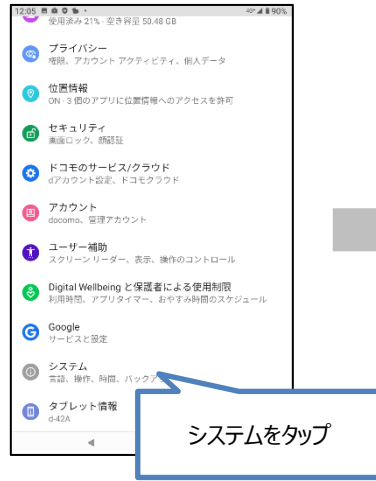 12:05
4G+ 90%
使用済み 21% - 空き容量 50.48 GB
プライバシー
権限、アカウント アクティビティ、個人データ
位置情報
ON - 3 個のアプリに位置情報へのアクセスを許可
セキュリティ
画面ロック、顔認証
ドコモのサービス/クラウド
dアカウント設定、ドコモクラウド
アカウント
docomo、管理アカウント
ユーザー補助
スクリーン リーダー、表示、操作のコントロール
Digital Wellbeing と保護者による使用制限
利用時間、アプリタイマー、おやすみ時間のスケジュール
Google
サービスと設定
システム
言語、操作、時間、バックア
タブレット情報
d-42A
システムをタップ